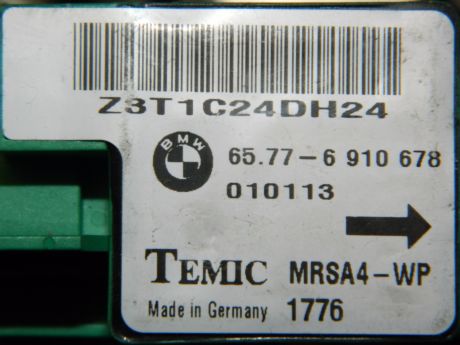 Z3T1C24DH24
BMW
65.77-6 910 678
010113
TEMIC MRSA4-WP
Made in Germany 1776